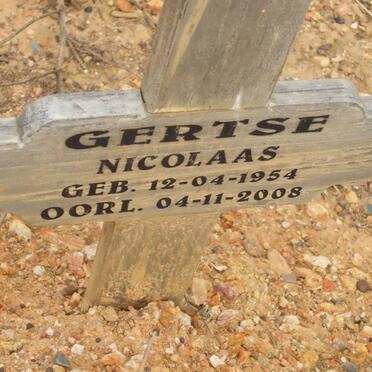 GERTSE
NICOLAAS
GEB. 12-04-1954
OORL. 04-11-2008